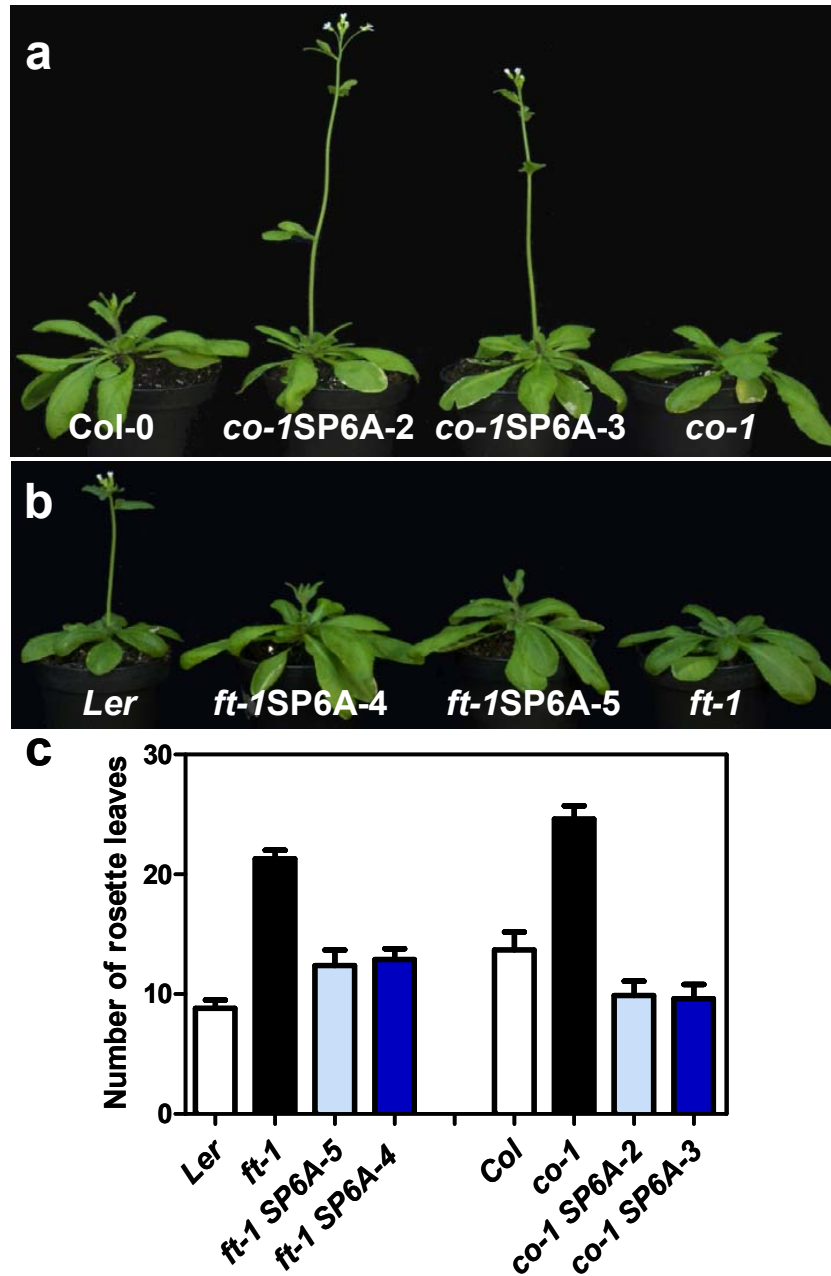 a
Col-0 co-1SP6A-2 co-1SP6A-3 co-1
b
Ler ft-1SP6A-4 ft-1SP6A-5 ft-1
c
Number of rosette leaves
30
20
10
0
Ler
ft-1
ft-1 SP6A-5
ft-1 SP6A-4
Col
co-1
co-1 SP6A-2
co-1 SP6A-3